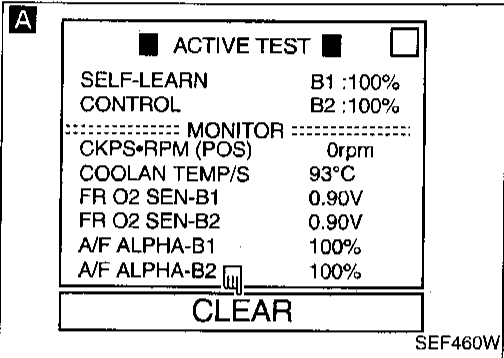 A
ACTIVE TEST
SELF-LEARN B1 :100%
CONTROL B2 :100%
MONITOR
CKPS•RPM (POS) 0rpm
COOLAN TEMP/S 93°C
FR O2 SEN-B1 0.90V
FR O2 SEN-B2 0.90V
A/F ALPHA-B1 100%
A/F ALPHA-B2 100%
CLEAR
SEF460W